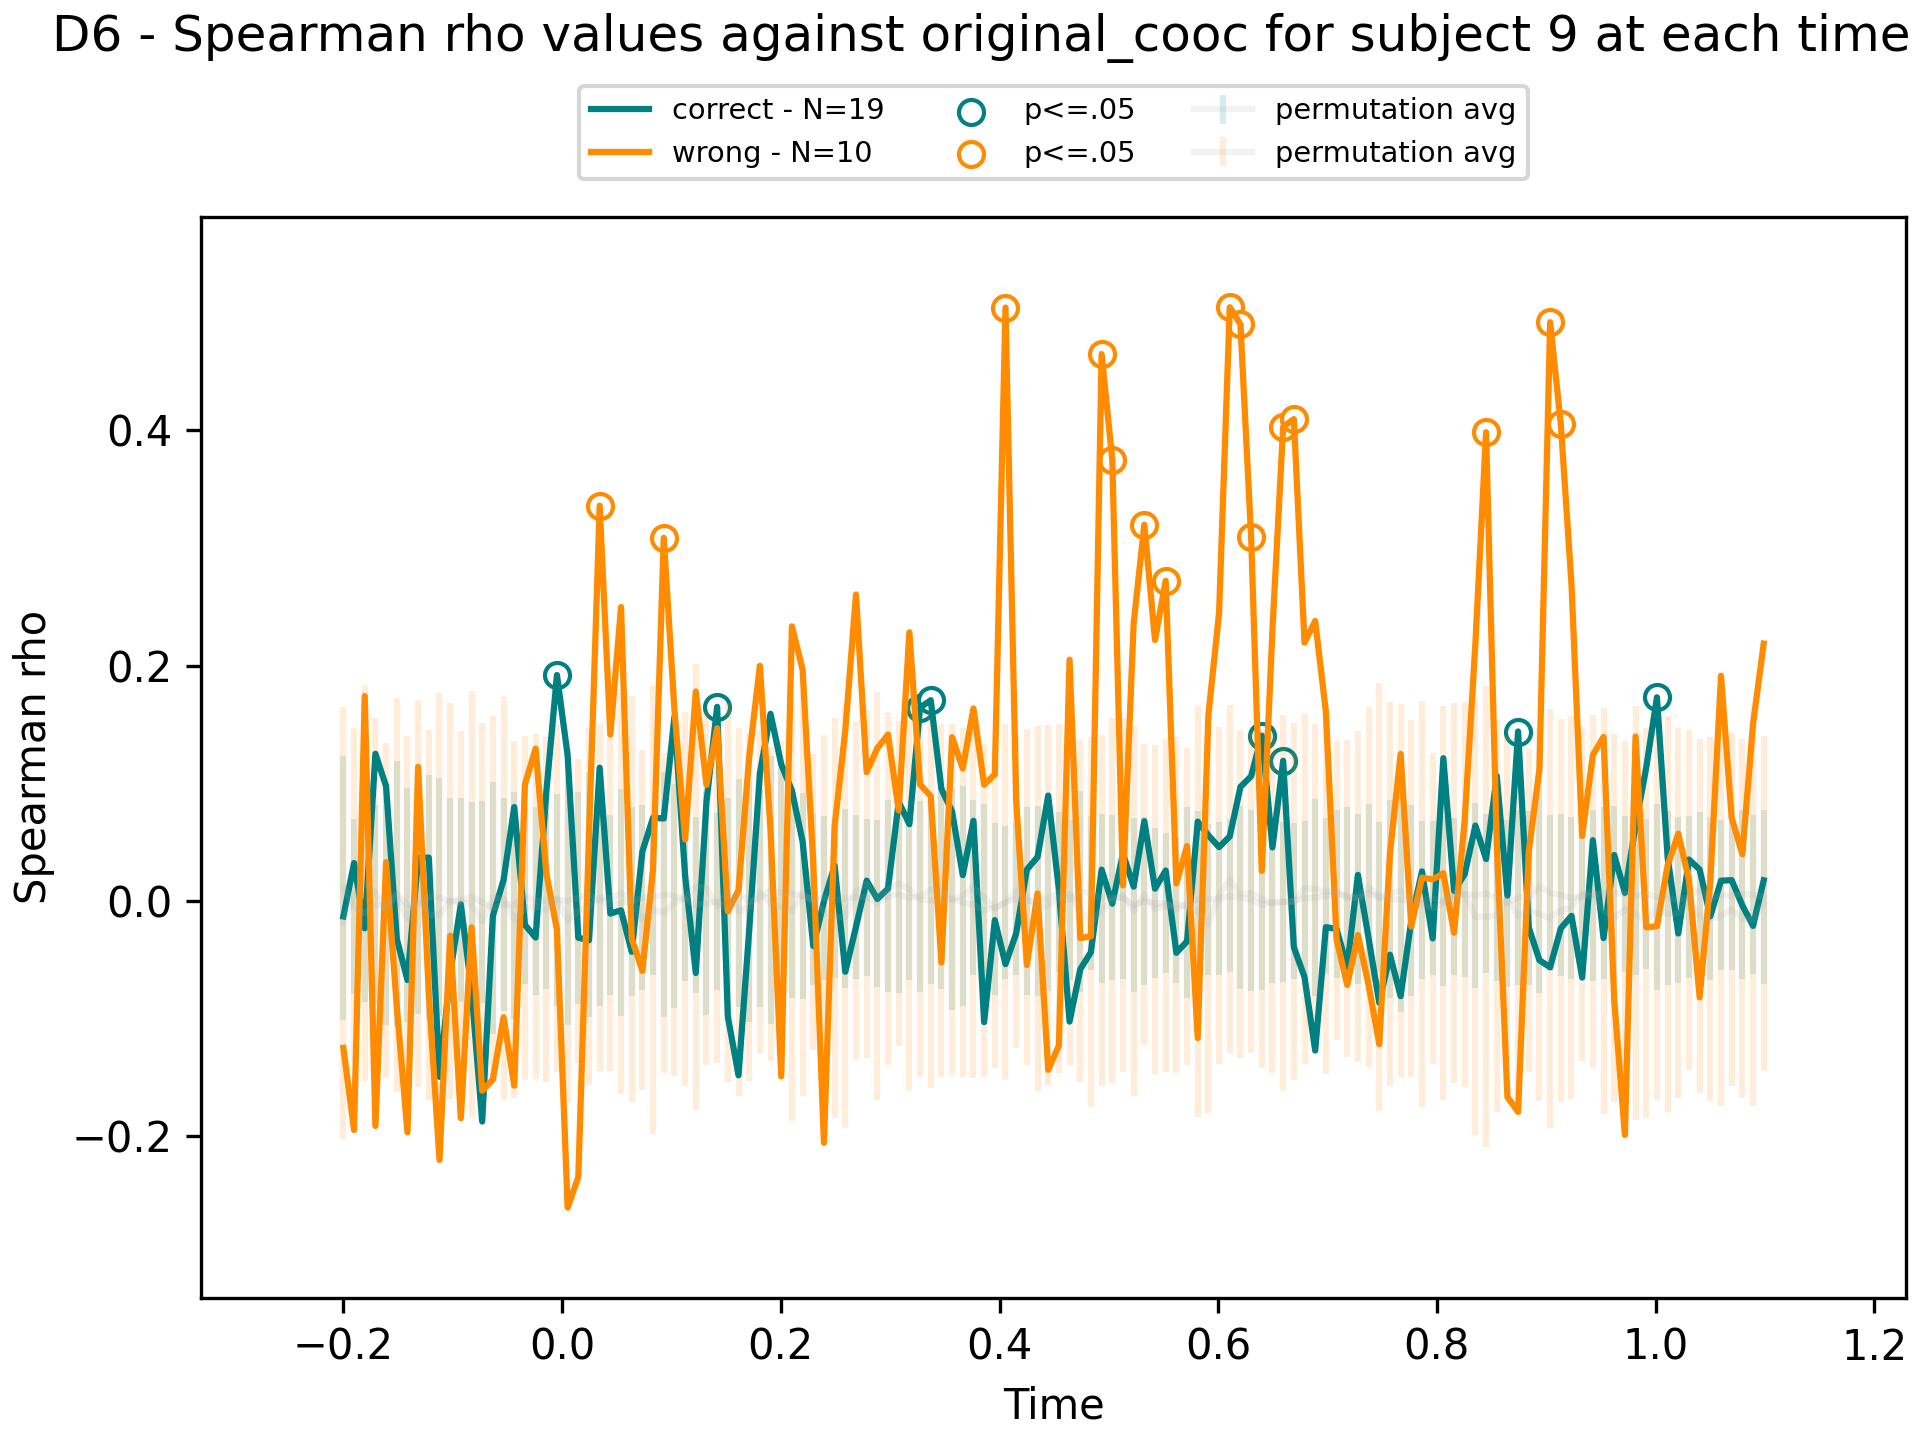 D6 - Spearman rho values against original_cooc for subject 9 at each time
correct - N=19 p<=.05 permutation avg
wrong - N=10 p<=.05 permutation avg
0.4
0.2
0.0
−0.2
Spearman rho
−0.2 0.0 0.2 0.4 0.6 0.8 1.0 1.2
Time